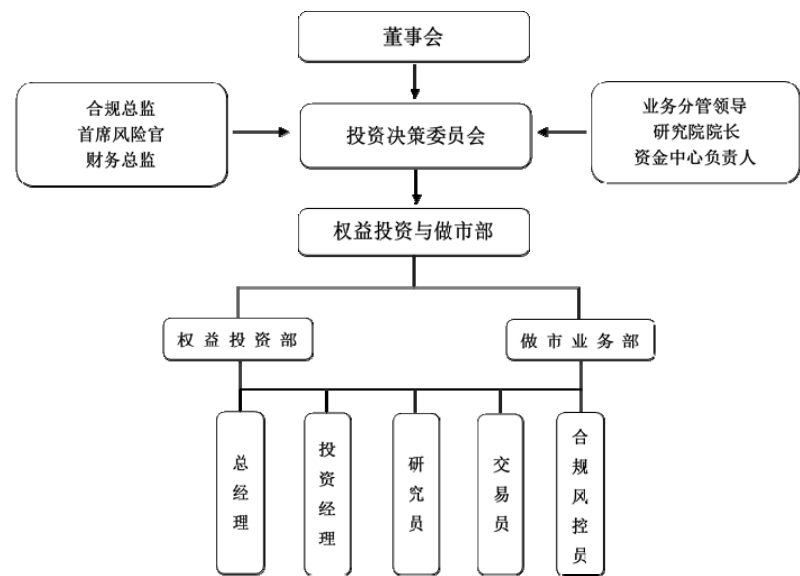 董事会
合规总监
首席风险官
财务总监
投资决策委员会
业务分管领导
研究院院长
资金中心负责人
权益投资与做市部
权益投资部
做市业务部
总经理
投资经理
研究员
交易员
合规风控员